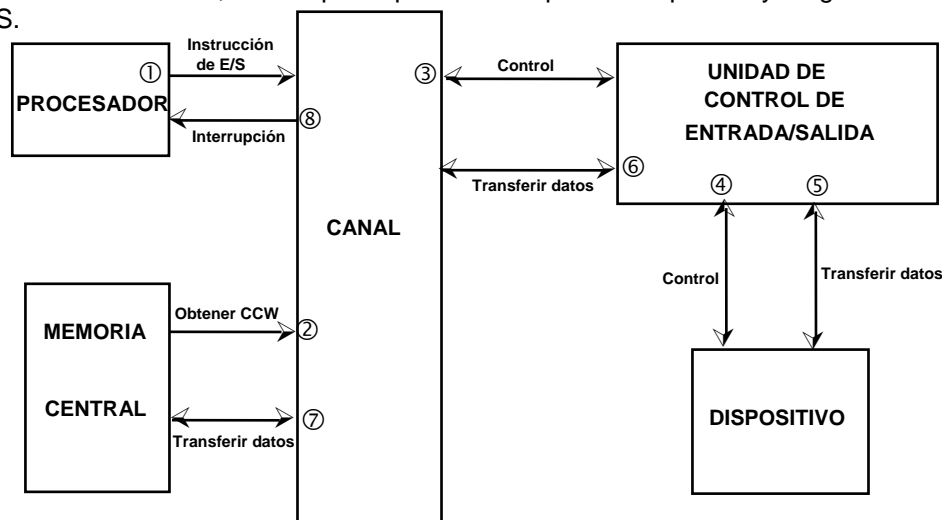 S.
Instrucción
de E/S
①
PROCESADOR
Interrupción
⑧
③
Control
UNIDAD DE
CONTROL DE
ENTRADA/SALIDA
⑥
Transferir datos
④
⑤
CANAL
Control
Transferir datos
Obtener CCW
②
MEMORIA
CENTRAL
⑦
Transferir datos
DISPOSITIVO